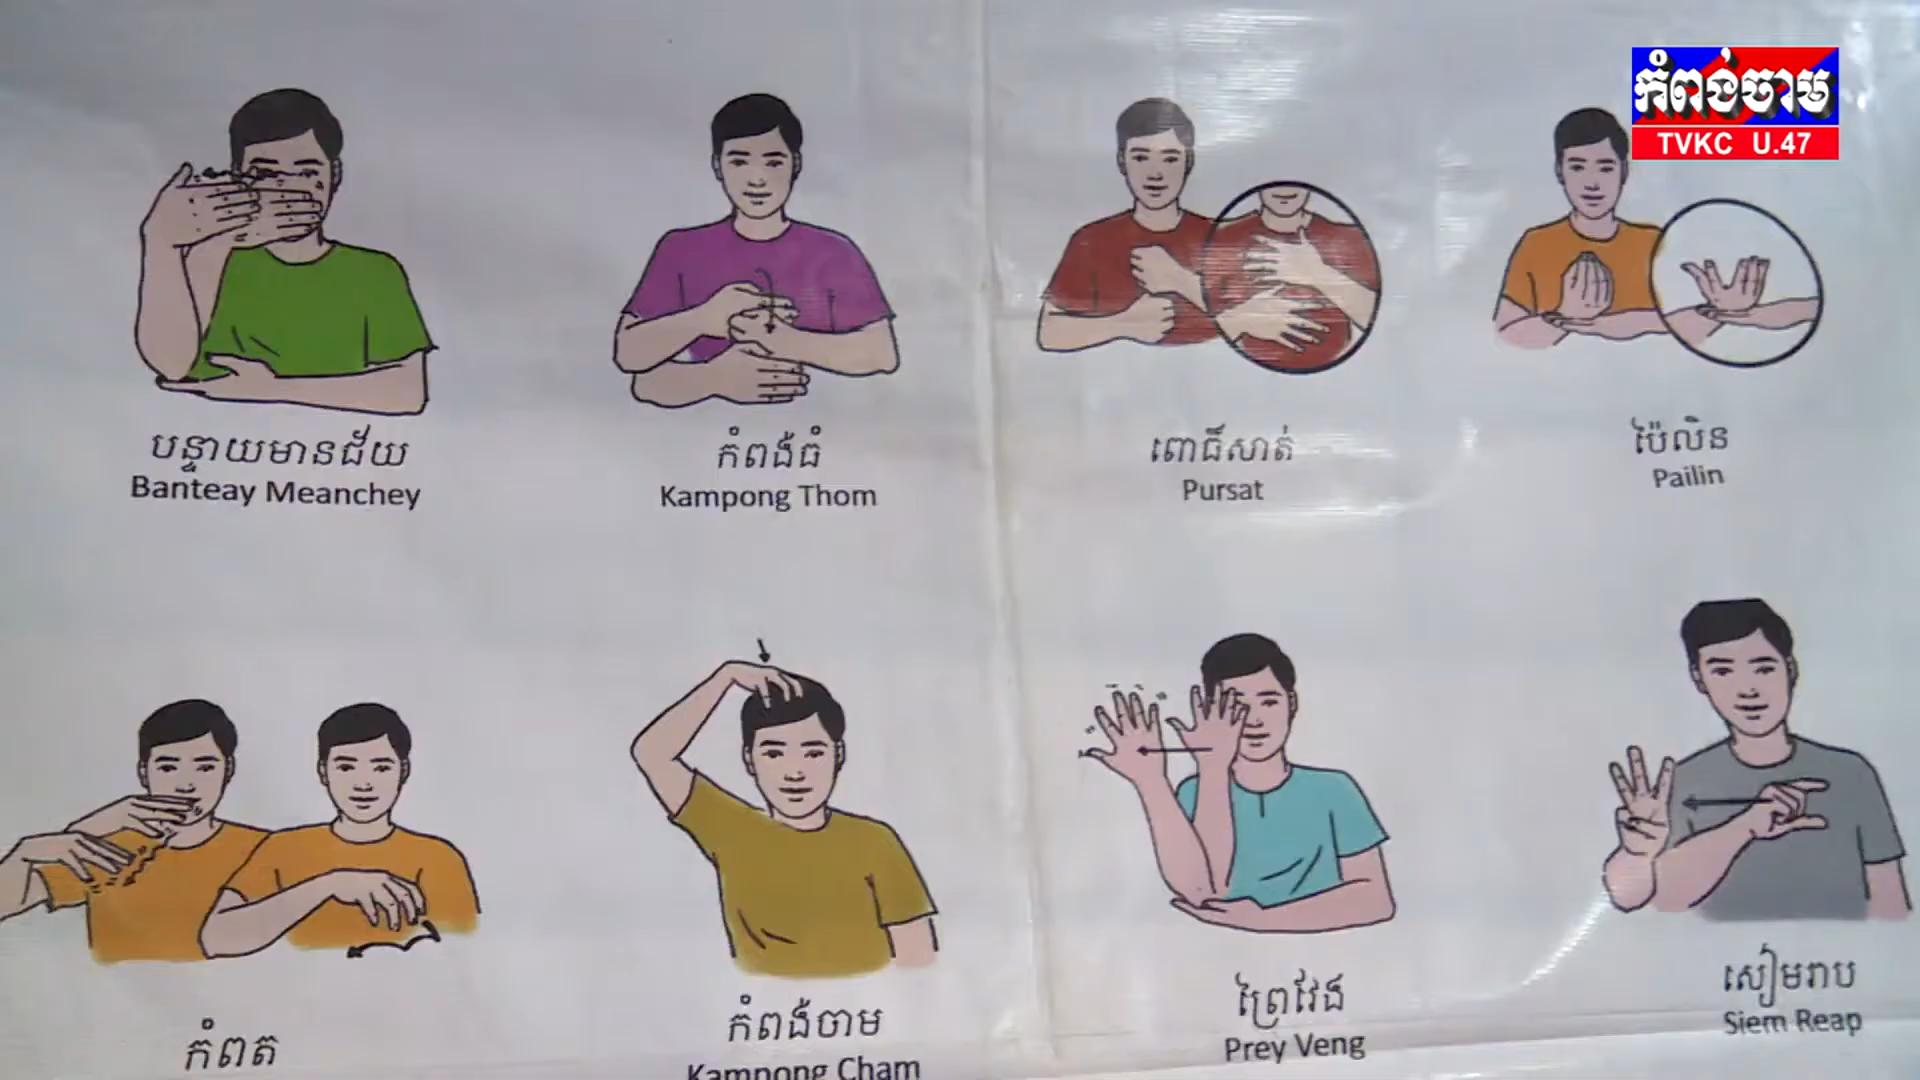 កំពង់ចាម
TVKC U.47
បន្ទាយមានជ័យ
Banteay Meanchey
កំពង់ធំ
Kampong Thom
ពោធិ៍សាត់
Pursat
ប៉ៃលិន
Pailin
កំពត
កំពង់ចាម
Kampong Cham
ព្រៃវែង
Prey Veng
សៀមរាប
Siem Reap